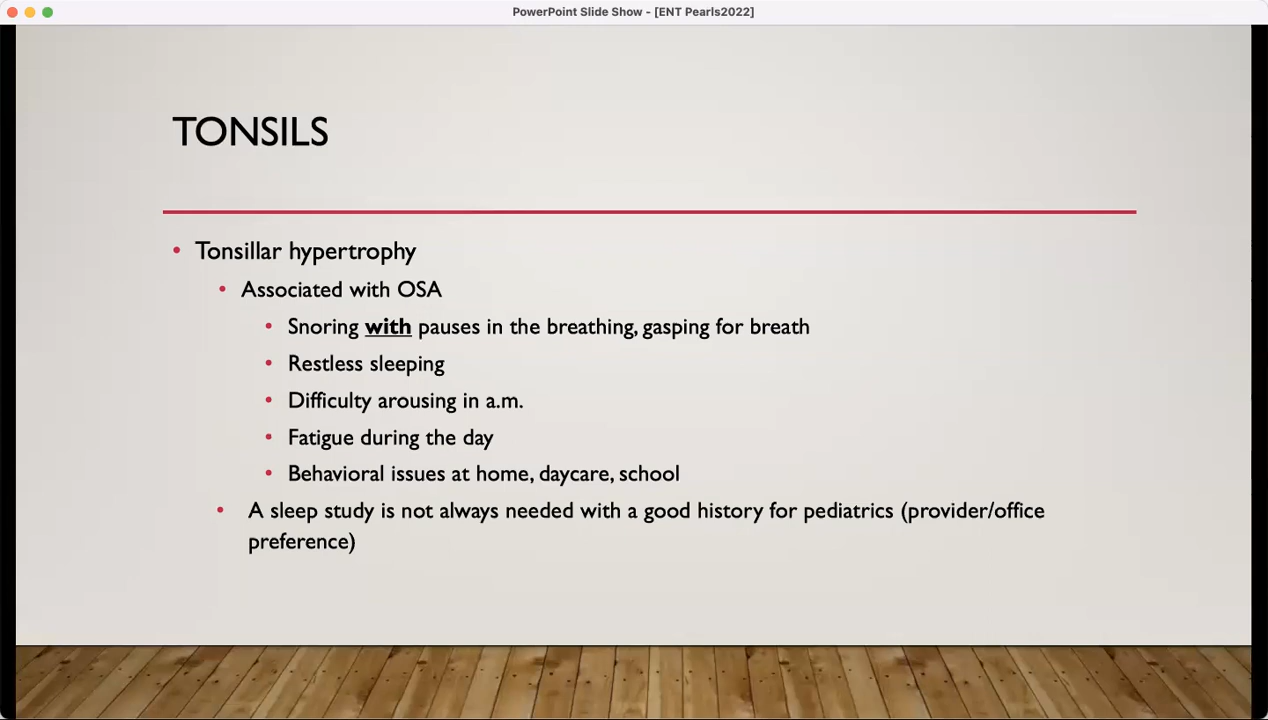 PowerPoint Slide Show - [ENT Pearls2022]
TONSILS
• Tonsillar hypertrophy
• Associated with OSA
• Snoring with pauses in the breathing, gasping for breath
• Restless sleeping
• Difficulty arousing in a.m.
• Fatigue during the day
• Behavioral issues at home, daycare, school
• A sleep study is not always needed with a good history for pediatrics (provider/office
preference)